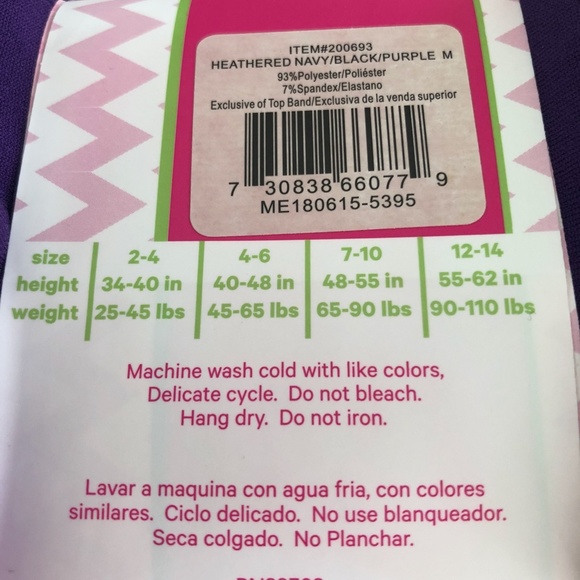 ITEM#200693
HEATHERED NAVY/BLACK/PURPLE M
93%Polyester/Poliéster
7%Spandex/Elastano
Exclusive of Top Band/Exclusiva de la venda superior
7 30838 66077 9
ME180615-5395
size 2-4 4-6 7-10 12-14
height 34-40 in 40-48 in 48-55 in 55-62 in
weight 25-45 lbs 45-65 lbs 65-90 lbs 90-110 lbs
Machine wash cold with like colors,
Delicate cycle. Do not bleach.
Hang dry. Do not iron.
Lavar a maquina con agua fria, con colores
similares. Ciclo delicado. No use blanqueador.
Seca colgado. No Planchar.